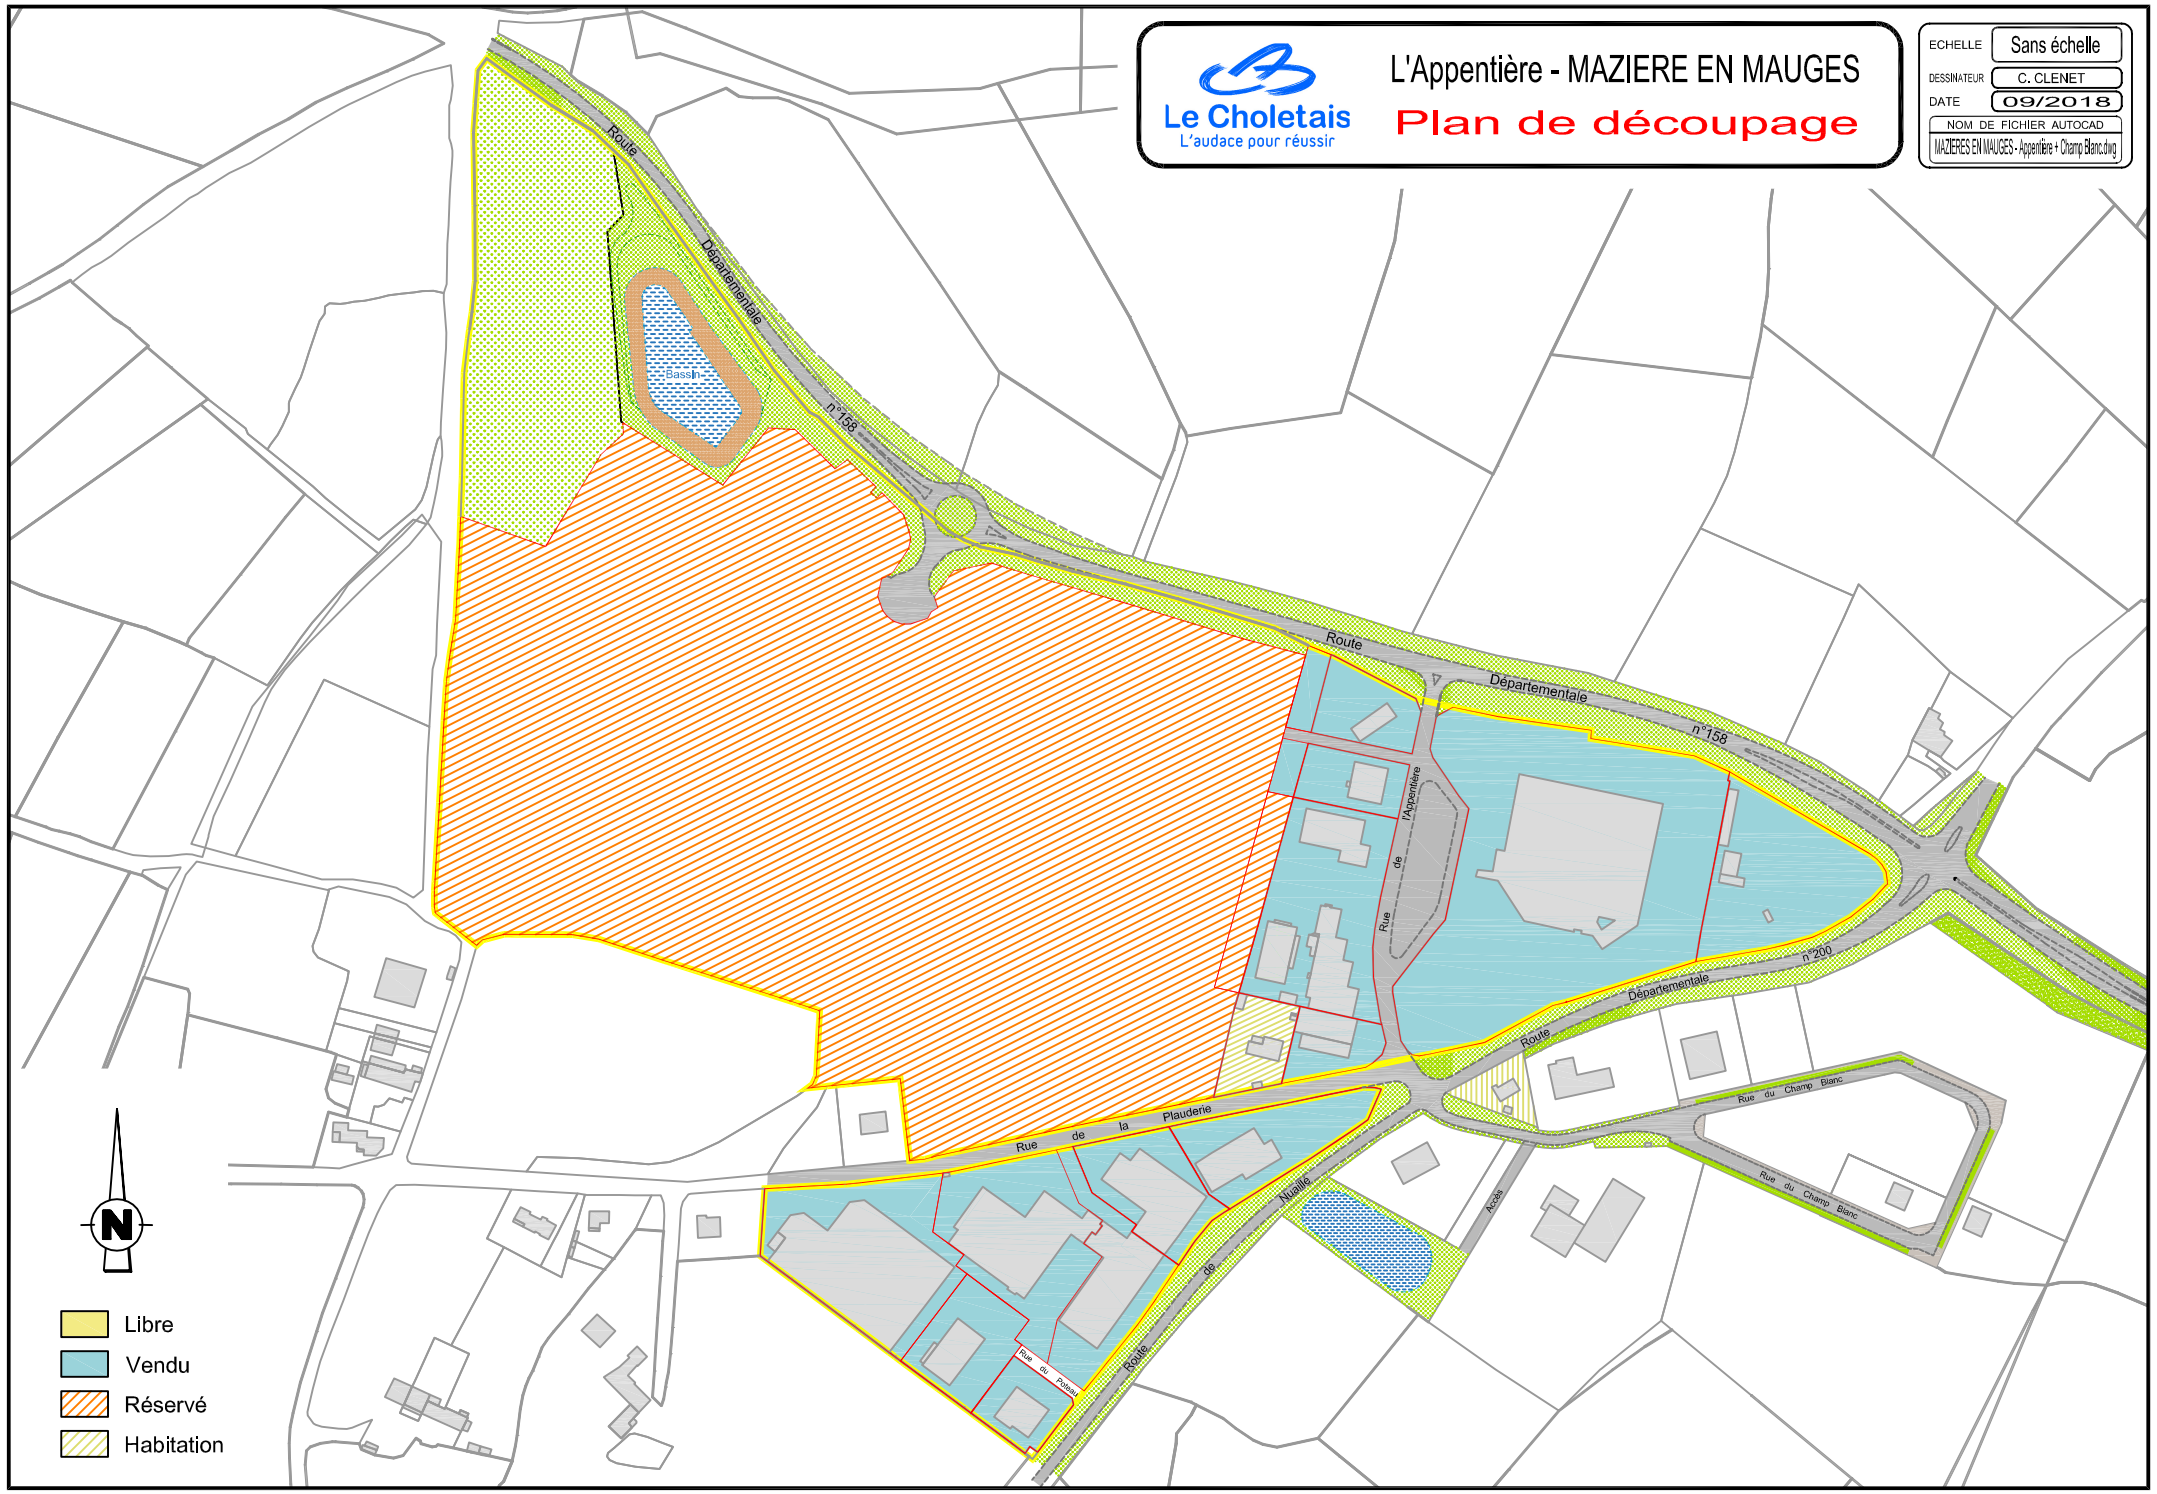 Le Choletais
L'audace pour réussir
L'Appentière - MAZIERE EN MAUGES
Plan de découpage
ECHELLE Sans échelle
DESSINATEUR C. CLENET
DATE 09/2018
NOM DE FICHIER AUTOCAD
MAZIERES EN MAUGES - Appentière + Champ Blanc.dwg
Route Départementale n°158
Bassin
Route Départementale n°158
Rue de l'Appentière
Route Départementale n°200
Rue de la Plauderie
Rue du Champ Blanc
Rue du Champ Blanc
Accès
Route de Nuaillé
Rue du Poteau
N
Libre
Vendu
Réservé
Habitation